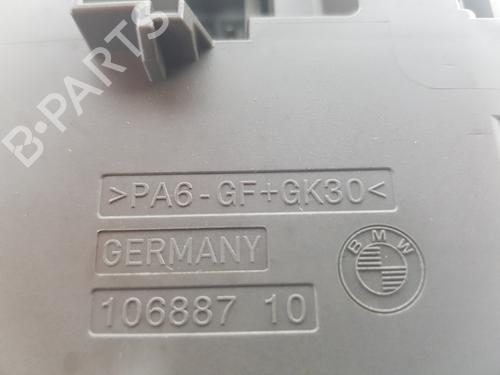 B-PARTS
>PA6-GF+GK30<
GERMANY
BMW
106887 10